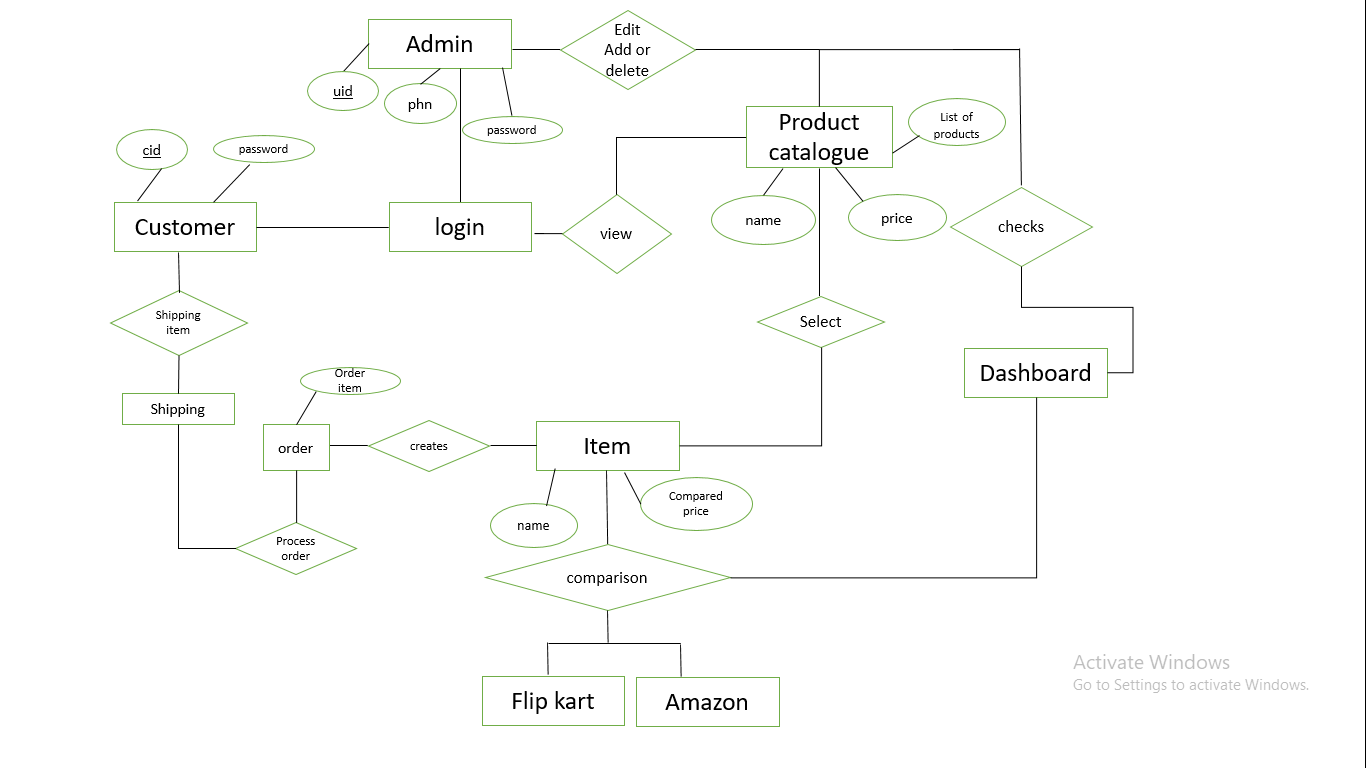 Admin
Edit
Add or
delete
uid
phn
password
Product
catalogue
List of
products
cid
password
Customer
login
view
name
price
checks
Shipping
item
Select
Order
item
Dashboard
Shipping
order
creates
Item
name
Compared
price
Process
order
comparison
Flip kart
Amazon
Activate Windows
Go to Settings to activate Windows.